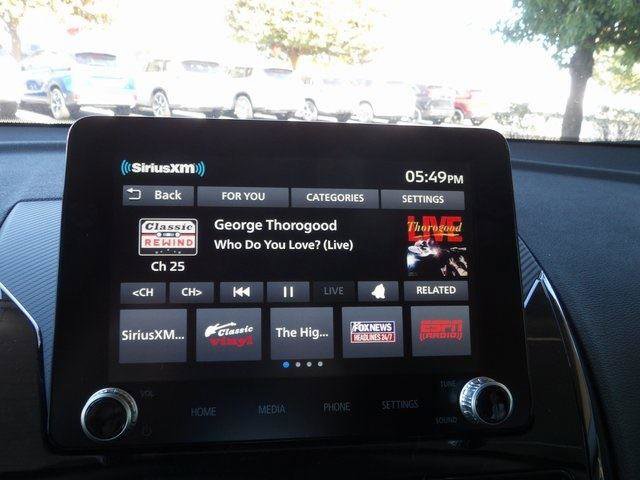 SiriusXM
05:49PM
Back FOR YOU CATEGORIES SETTINGS
Classic REWIND
George Thorogood
Who Do You Love? (Live)
LIVE
Thorogood
Ch 25
<CH CH> LIVE RELATED
SiriusXM... Classic Vinyl The Hig... FOX NEWS HEADLINES 24/7 ESPN RADIO
VOL
TUNE
HOME MEDIA PHONE SETTINGS
SOUND